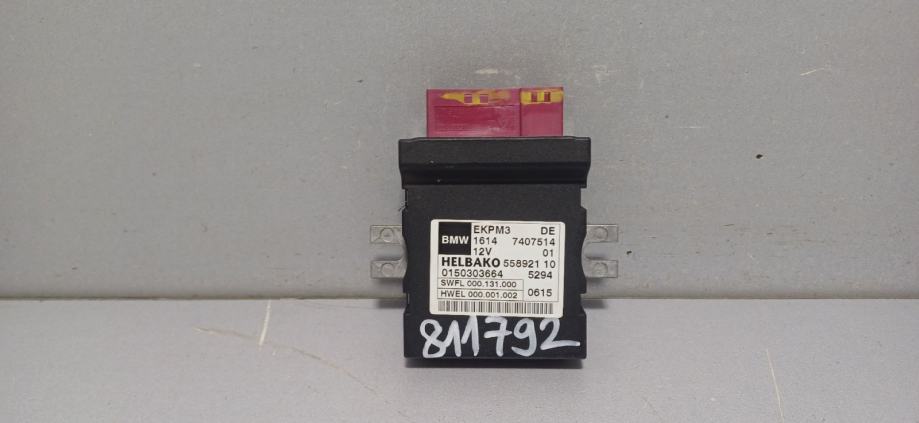 BMW EKPM3 DE
1614 7407514
12V 01
HELBAKO 558921 10
0150303664 5294
SWFL 000.131.000
HWEL 000.001.002 0615
811792